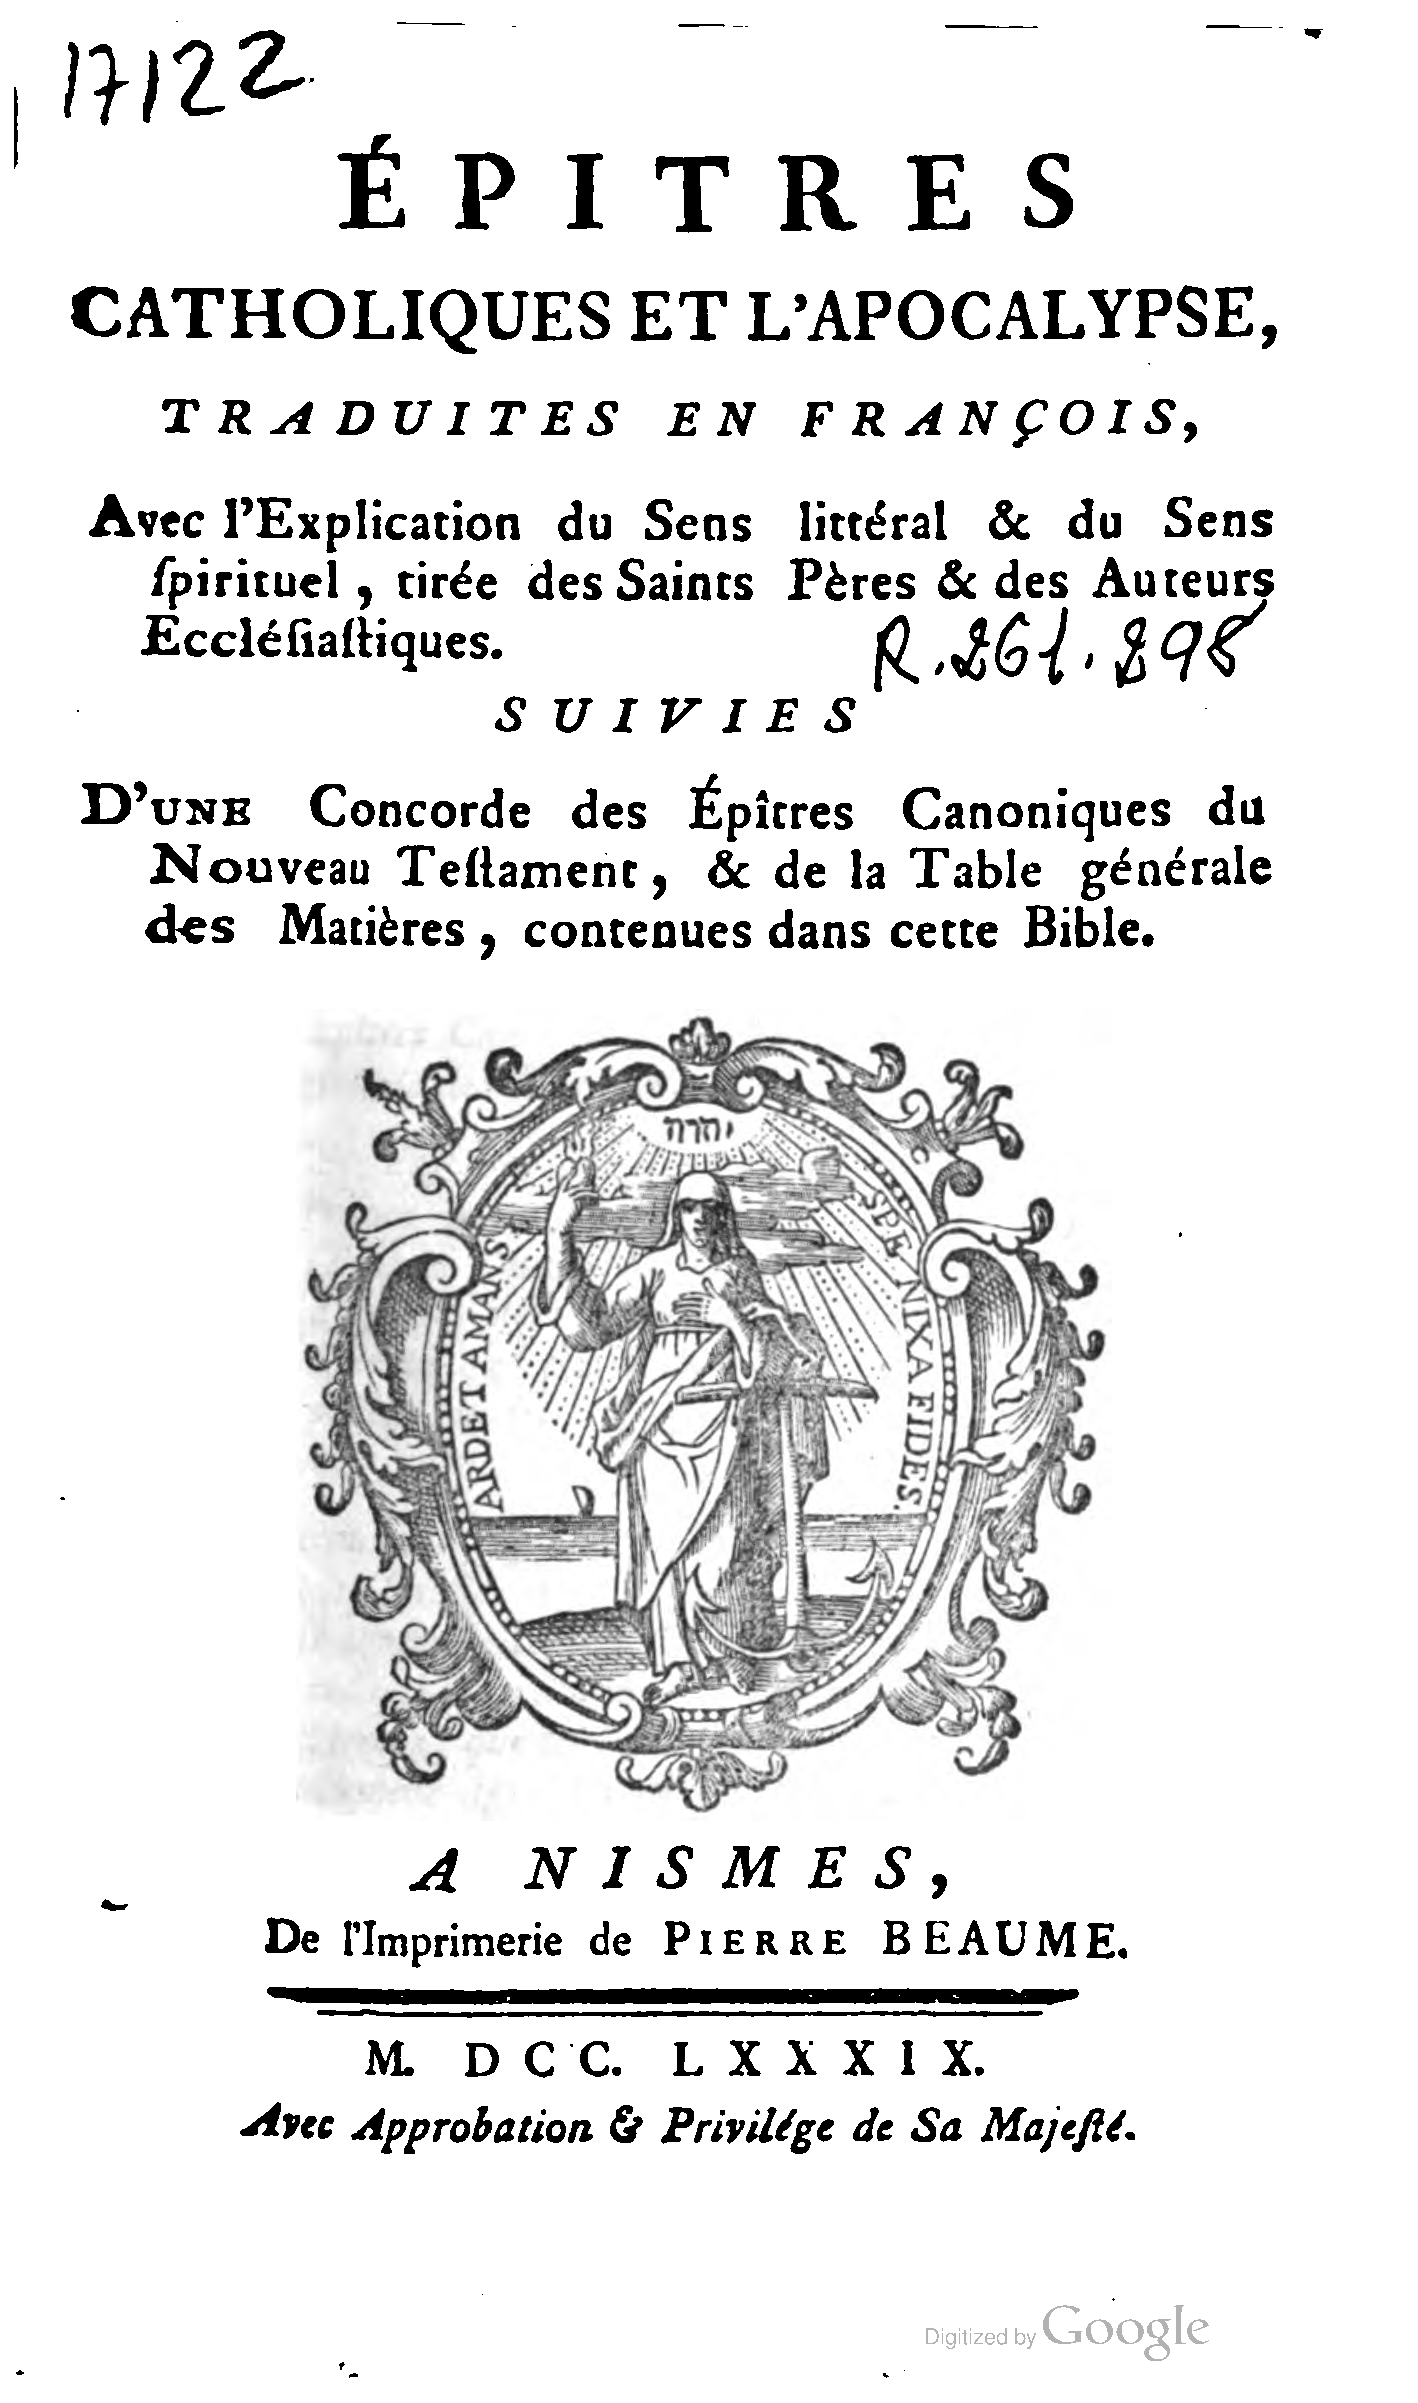 17122
ÉPITRES
CATHOLIQUES ET L'APOCALYPSE,
TRADUITES EN FRANÇOIS,
Avec l'Explication du Sens littéral & du Sens
ſpirituel, tirée des Saints Pères & des Auteurs
Eccléſiaſtiques.
R.261.898
SUIVIES
D'UNE Concorde des Épîtres Canoniques du
Nouveau Teſtament, & de la Table générale
des Matières, contenues dans cette Bible.
יהוה
ARDET AMANS
SPE NIXA FIDES.
A NISMES,
De l'Imprimerie de PIERRE BEAUME.
M. DCC. LXXXIX.
Avec Approbation & Privilége de Sa Majeſté.
Digitized by Google